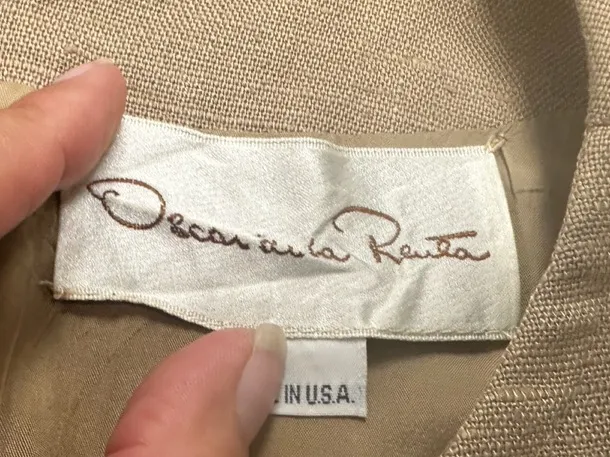 Oscar de la Renta
IN U.S.A.